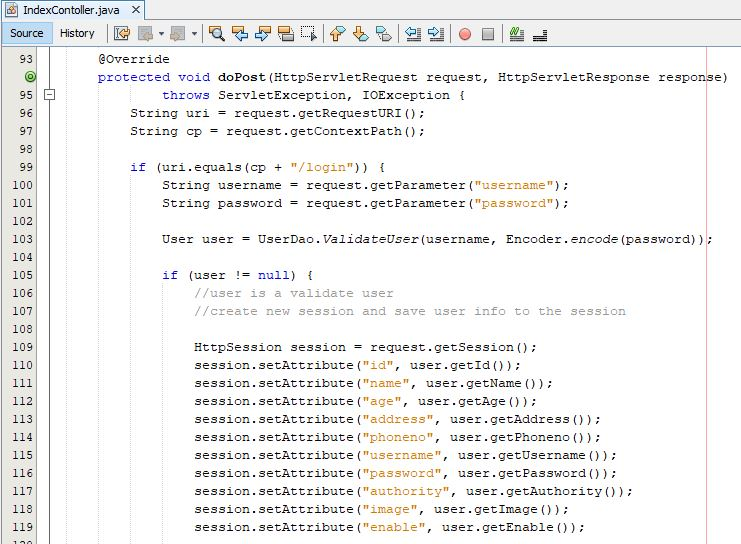 IndexContoller.java
Source History
93 @Override
protected void doPost(HttpServletRequest request, HttpServletResponse response)
95 throws ServletException, IOException {
96 String uri = request.getRequestURI();
97 String cp = request.getContextPath();
98
99 if (uri.equals(cp + "/login")) {
100 String username = request.getParameter("username");
101 String password = request.getParameter("password");
102
103 User user = UserDao.ValidateUser(username, Encoder.encode(password));
104
105 if (user != null) {
106 //user is a validate user
107 //create new session and save user info to the session
108
109 HttpSession session = request.getSession();
110 session.setAttribute("id", user.getId());
111 session.setAttribute("name", user.getName());
112 session.setAttribute("age", user.getAge());
113 session.setAttribute("address", user.getAddress());
114 session.setAttribute("phoneno", user.getPhoneno());
115 session.setAttribute("username", user.getUsername());
116 session.setAttribute("password", user.getPassword());
117 session.setAttribute("authority", user.getAuthority());
118 session.setAttribute("image", user.getImage());
119 session.setAttribute("enable", user.getEnable());